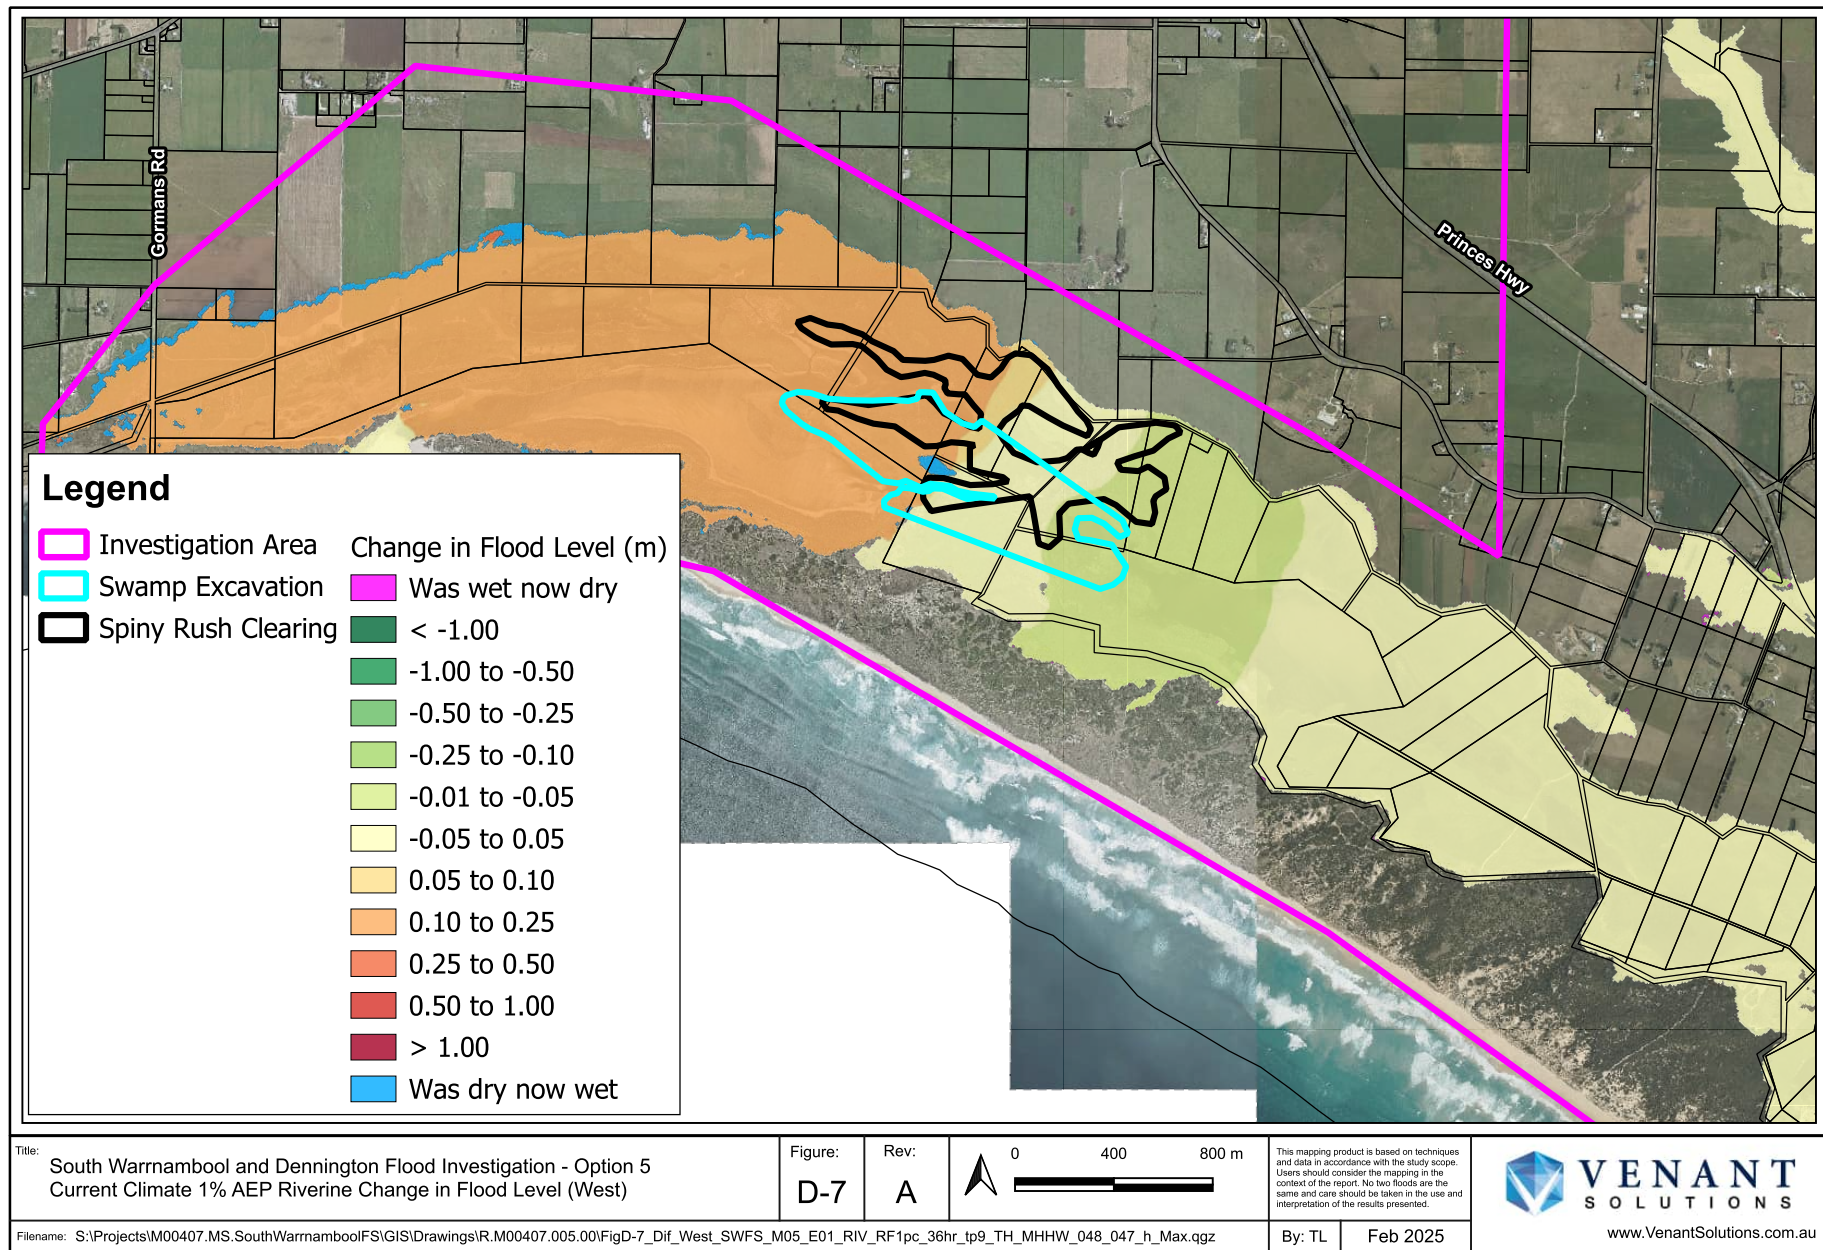 Gormans Rd
Princes Hwy
Legend
Investigation Area
Swamp Excavation
Spiny Rush Clearing
Change in Flood Level (m)
Was wet now dry
< -1.00
-1.00 to -0.50
-0.50 to -0.25
-0.25 to -0.10
-0.01 to -0.05
-0.05 to 0.05
0.05 to 0.10
0.10 to 0.25
0.25 to 0.50
0.50 to 1.00
> 1.00
Was dry now wet
Title:
South Warrnambool and Dennington Flood Investigation - Option 5
Current Climate 1% AEP Riverine Change in Flood Level (West)
Figure:
D-7
Rev:
A
0 400 800 m
This mapping product is based on techniques
and data in accordance with the study scope.
Users should consider the mapping in the
context of the report. No two floods are the
same and care should be taken in the use and
interpretation of the results presented.
VENANT
SOLUTIONS
www.VenantSolutions.com.au
Filename: S:\Projects\M00407.MS.SouthWarrnamboolFS\GIS\Drawings\R.M00407.005.00\FigD-7_Dif_West_SWFS_M05_E01_RIV_RF1pc_36hr_tp9_TH_MHHW_048_047_h_Max.qgz
By: TL
Feb 2025